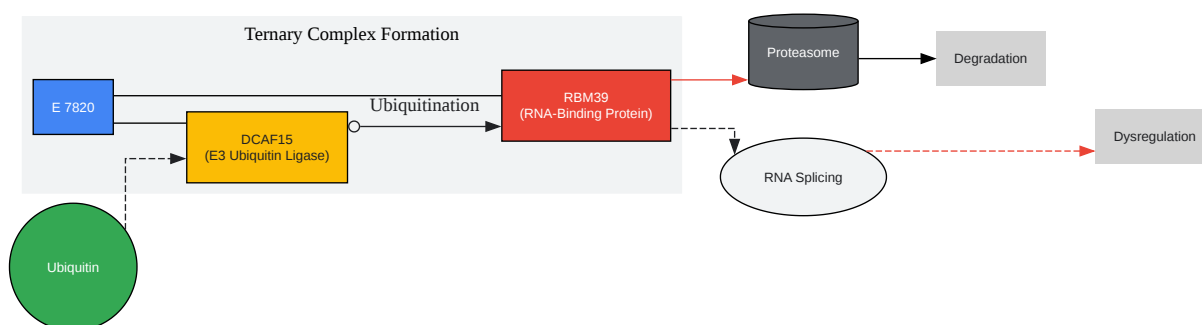 Ternary Complex Formation
E 7820
DCAF15
(E3 Ubiquitin Ligase)
Ubiquitination
RBM39
(RNA-Binding Protein)
Proteasome
Degradation
Dysregulation
RNA Splicing
Ubiquitin